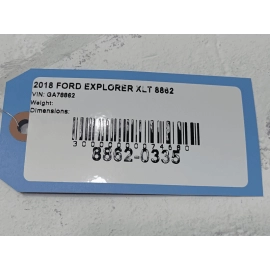 2018 FORD EXPLORER XLT 8862
VIN: GA78862
Weight:
Dimensions:
8862-0335